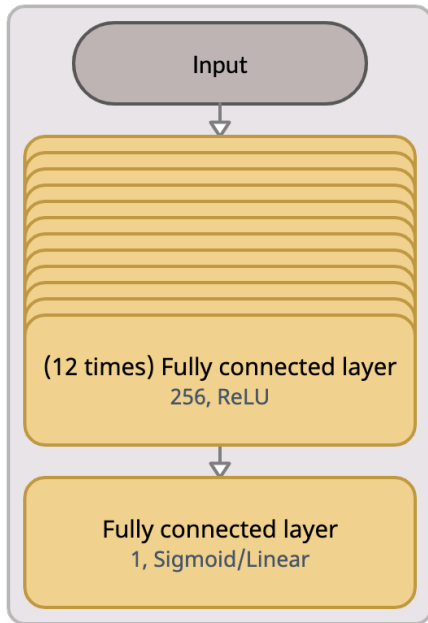 Input
(12 times) Fully connected layer
256, ReLU
Fully connected layer
1, Sigmoid/Linear